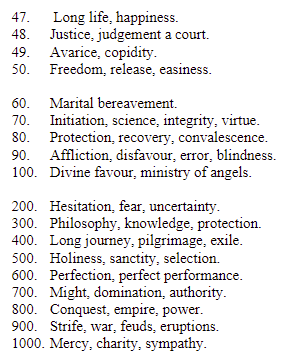 47. Long life, happiness.
48. Justice, judgement a court.
49. Avarice, copidity.
50. Freedom, release, easiness.
60. Marital bereavement.
70. Initiation, science, integrity, virtue.
80. Protection, recovery, convalescence.
90. Affliction, disfavour, error, blindness.
100. Divine favour, ministry of angels.
200. Hesitation, fear, uncertainty.
300. Philosophy, knowledge, protection.
400. Long journey, pilgrimage, exile.
500. Holiness, sanctity, selection.
600. Perfection, perfect performance.
700. Might, domination, authority.
800. Conquest, empire, power.
900. Strife, war, feuds, eruptions.
1000. Mercy, charity, sympathy.